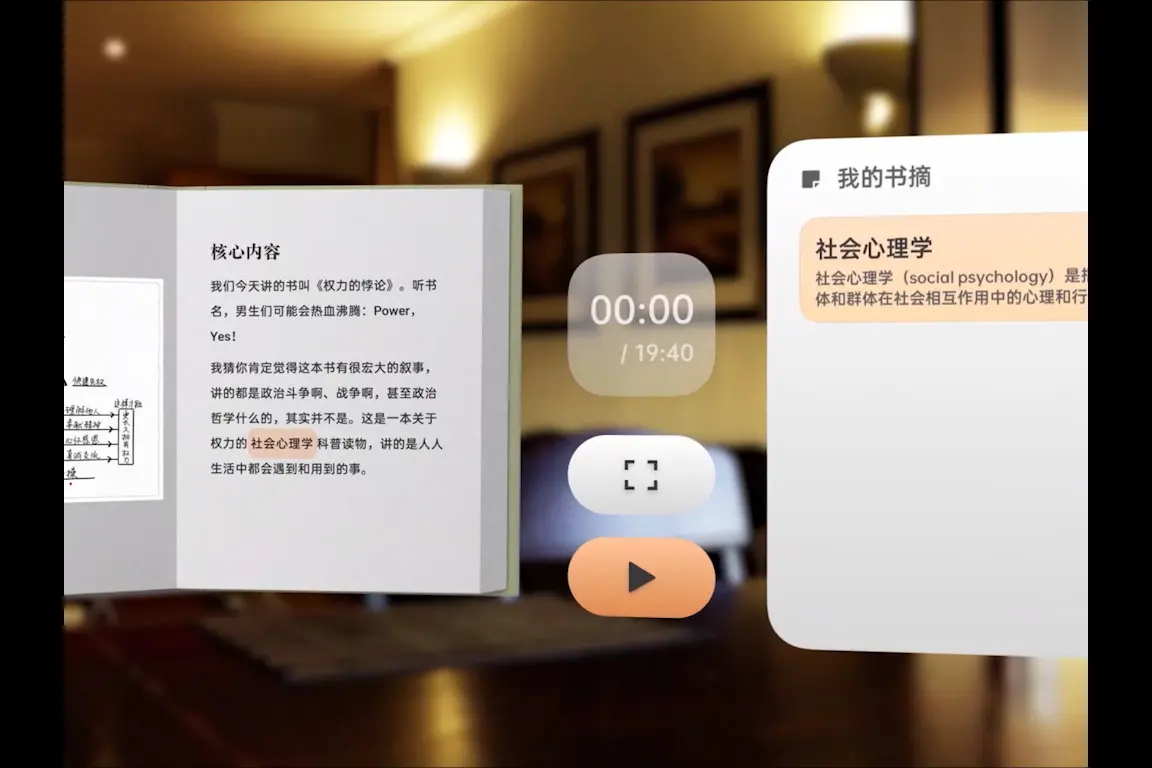 核心内容
我们今天讲的书叫《权力的悖论》。听书
名，男生们可能会热血沸腾：Power，
Yes！
我猜你肯定觉得这本书有很宏大的叙事，
讲的都是政治斗争啊、战争啊，甚至政治
哲学什么的，其实并不是。这是一本关于
权力的社会心理学科普读物，讲的是人人
生活中都会遇到和用到的事。
00:00
/ 19:40
我的书摘
社会心理学
社会心理学（social psychology）是
体和群体在社会相互作用中的心理和行